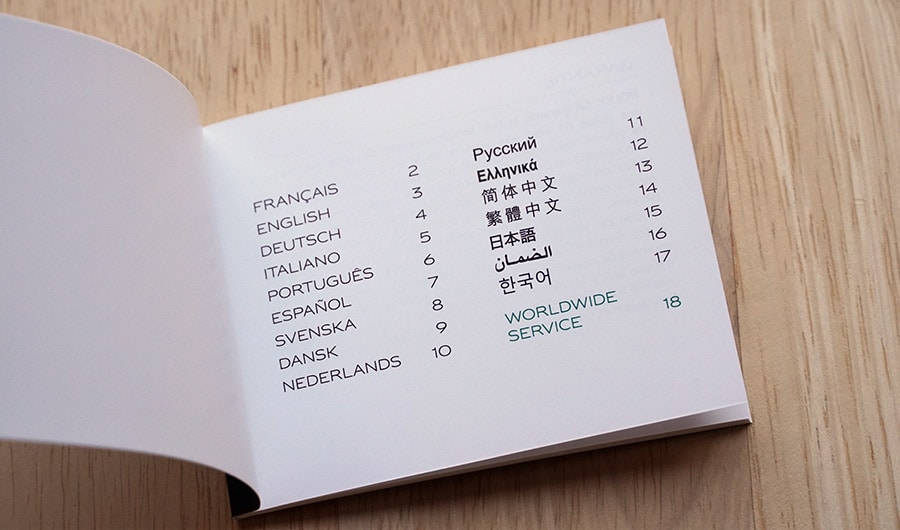 FRANÇAIS 2
ENGLISH 3
DEUTSCH 4
ITALIANO 5
PORTUGUÊS 6
ESPAÑOL 7
SVENSKA 8
DANSK 9
NEDERLANDS 10
Русский 11
Ελληνικά 12
简体中文 13
繁體中文 14
日本語 15
الضمان 16
한국어 17
WORLDWIDE
SERVICE 18